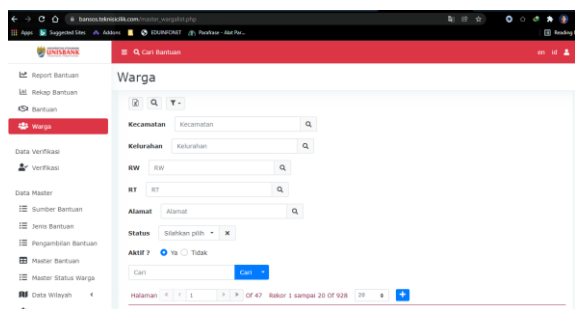 bansos.teknisicilik.com/master_wargalist.php
Apps Suggested Sites Addons EDUINFONET Parafrase - Alat Par... Reading
UNISBANK
Cari Bantuan en id
Report Bantuan
Rekap Bantuan
Bantuan
Warga
Data Verifikasi
Verifikasi
Data Master
Sumber Bantuan
Jenis Bantuan
Pengambilan Bantuan
Master Bantuan
Master Status Warga
Data Wilayah
Warga
Kecamatan Kecamatan
Kelurahan Kelurahan
RW RW
RT RT
Alamat Alamat
Status Silahkan pilih
Aktif ? Ya Tidak
Cari Cari
Halaman 1 Of 47 Rekor 1 sampai 20 Of 928 20